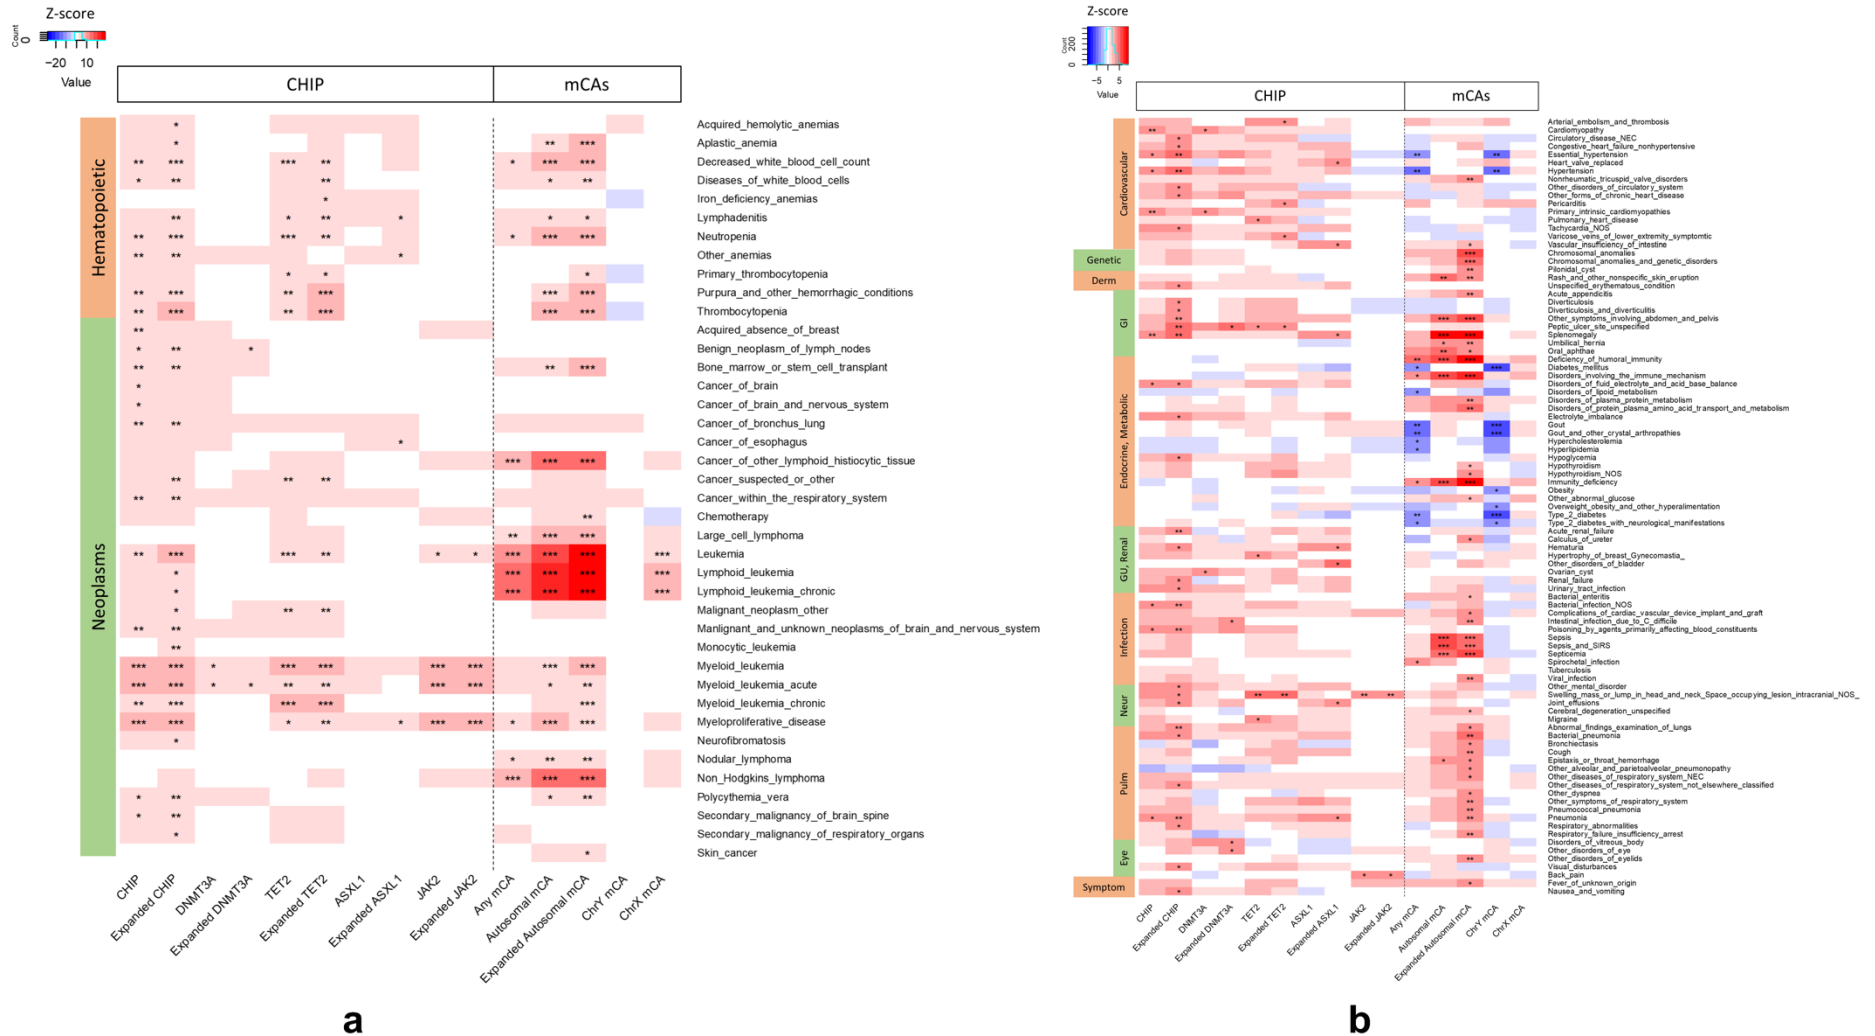 Z-score
Count
0
−20 10
Value
CHIP mCAs
Hematopoietic
Neoplasms
Acquired_hemolytic_anemias
Aplastic_anemia
Decreased_white_blood_cell_count
Diseases_of_white_blood_cells
Iron_deficiency_anemias
Lymphadenitis
Neutropenia
Other_anemias
Primary_thrombocytopenia
Purpura_and_other_hemorrhagic_conditions
Thrombocytopenia
Acquired_absence_of_breast
Benign_neoplasm_of_lymph_nodes
Bone_marrow_or_stem_cell_transplant
Cancer_of_brain
Cancer_of_brain_and_nervous_system
Cancer_of_bronchus_lung
Cancer_of_esophagus
Cancer_of_other_lymphoid_histiocytic_tissue
Cancer_suspected_or_other
Cancer_within_the_respiratory_system
Chemotherapy
Large_cell_lymphoma
Leukemia
Lymphoid_leukemia
Lymphoid_leukemia_chronic
Malignant_neoplasm_other
Manlignant_and_unknown_neoplasms_of_brain_and_nervous_system
Monocytic_leukemia
Myeloid_leukemia
Myeloid_leukemia_acute
Myeloid_leukemia_chronic
Myeloproliferative_disease
Neurofibromatosis
Nodular_lymphoma
Non_Hodgkins_lymphoma
Polycythemia_vera
Secondary_malignancy_of_brain_spine
Secondary_malignancy_of_respiratory_organs
Skin_cancer
CHIP
Expanded CHIP
DNMT3A
Expanded DNMT3A
TET2
Expanded TET2
ASXL1
Expanded ASXL1
JAK2
Expanded JAK2
Any mCA
Autosomal mCA
Expanded Autosomal mCA
ChrY mCA
ChrX mCA
a
Z-score
Count
0 200
−5 5
Value
CHIP mCAs
Cardiovascular
Genetic
Derm
GI
Endocrine, Metabolic
GU, Renal
Infection
Neur
Pulm
Eye
Symptom
Arterial_embolism_and_thrombosis
Cardiomyopathy
Circulatory_disease_NEC
Congestive_heart_failure_nonhypertensive
Essential_hypertension
Heart_valve_replaced
Hypertension
Nonrheumatic_tricuspid_valve_disorders
Other_disorders_of_circulatory_system
Other_forms_of_chronic_heart_disease
Pericarditis
Primary_intrinsic_cardiomyopathies
Pulmonary_heart_disease
Tachycardia_NOS
Varicose_veins_of_lower_extremity_symptomtic
Vascular_insufficiency_of_intestine
Chromosomal_anomalies
Chromosomal_anomalies_and_genetic_disorders
Pilonidal_cyst
Rash_and_other_nonspecific_skin_eruption
Unspecified_erythematous_condition
Acute_appendicitis
Diverticulosis
Diverticulosis_and_diverticulitis
Other_symptoms_involving_abdomen_and_pelvis
Peptic_ulcer_site_unspecified
Splenomegaly
Umbilical_hernia
Oral_aphthae
Deficiency_of_humoral_immunity
Diabetes_mellitus
Disorders_involving_the_immune_mechanism
Disorders_of_fluid_electrolyte_and_acid_base_balance
Disorders_of_lipoid_metabolism
Disorders_of_plasma_protein_metabolism
Disorders_of_protein_plasma_amino_acid_transport_and_metabolism
Electrolyte_imbalance
Gout
Gout_and_other_crystal_arthropathies
Hypercholesterolemia
Hyperlipidemia
Hypoglycemia
Hypothyroidism
Hypothyroidism_NOS
Immunity_deficiency
Obesity
Other_abnormal_glucose
Overweight_obesity_and_other_hyperalimentation
Type_2_diabetes
Type_2_diabetes_with_neurological_manifestations
Acute_renal_failure
Calculus_of_ureter
Hematuria
Hypertrophy_of_breast_Gynecomastia_
Other_disorders_of_bladder
Ovarian_cyst
Renal_failure
Urinary_tract_infection
Bacterial_enteritis
Bacterial_infection_NOS
Complications_of_cardiac_vascular_device_implant_and_graft
Intestinal_infection_due_to_C_difficile
Poisoning_by_agents_primarily_affecting_blood_constituents
Sepsis
Sepsis_and_SIRS
Septicemia
Spirochetal_infection
Tuberculosis
Viral_infection
Other_mental_disorder
Swelling_mass_or_lump_in_head_and_neck_Space_occupying_lesion_intracranial_NOS_
Joint_effusions
Cerebral_degeneration_unspecified
Migraine
Abnormal_findings_examination_of_lungs
Bacterial_pneumonia
Bronchiectasis
Cough
Epistaxis_or_throat_hemorrhage
Other_alveolar_and_parietoalveolar_pneumonopathy
Other_diseases_of_respiratory_system_NEC
Other_diseases_of_respiratory_system_not_elsewhere_classified
Other_dyspnea
Other_symptoms_of_respiratory_system
Pneumococcal_pneumonia
Pneumonia
Respiratory_abnormalities
Respiratory_failure_insufficiency_arrest
Disorders_of_vitreous_body
Other_disorders_of_eye
Other_disorders_of_eyelids
Visual_disturbances
Back_pain
Fever_of_unknown_origin
Nausea_and_vomiting
CHIP
Expanded CHIP
DNMT3A
Expanded DNMT3A
TET2
Expanded TET2
ASXL1
Expanded ASXL1
JAK2
Expanded JAK2
Any mCA
Autosomal mCA
Expanded Autosomal mCA
ChrY mCA
ChrX mCA
b